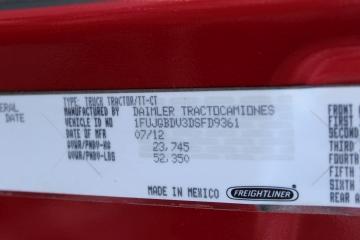 ERAL
DATE
TYPE: TRUCK TRACTOR/TT-CT
MANUFACTURED BY DAIMLER TRACTOCAMIONES
VEHICLE ID NO 1FUJGBDV3DSFD9361
DATE OF MFR 07/12
GVWR/PNBV-KG 23,745
GVWR/PNBV-LBS 52,350
MADE IN MEXICO FREIGHTLINER
FRONT
FIRST
SECOND
THIRD
FOURTH
FIFTH
SIXTH
REAR A